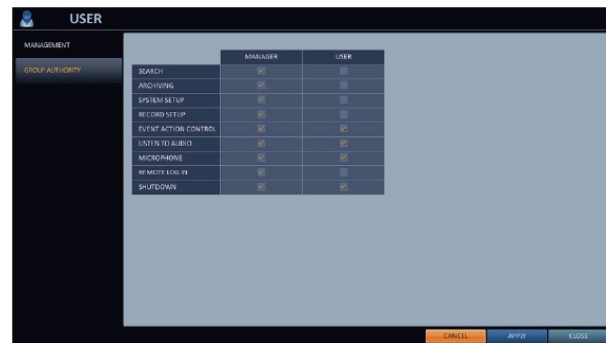 USER
MANAGEMENT
GROUP AUTHORITY
MANAGER USER
SEARCH
ARCHIVING
SYSTEM SETUP
RECORD SETUP
EVENT ACTION CONTROL
LISTEN TO AUDIO
MICROPHONE
REMOTE LOG IN
SHUTDOWN
CANCEL APPLY CLOSE